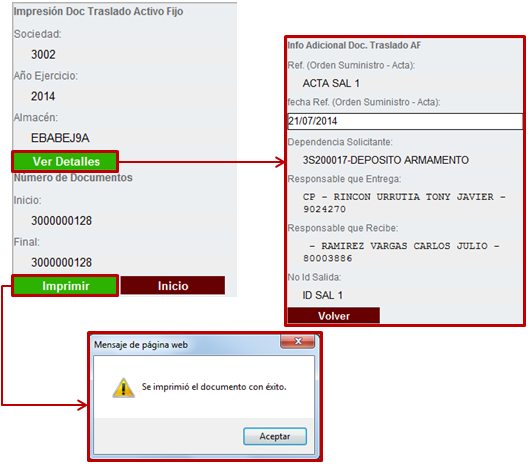 Impresión Doc Traslado Activo Fijo
Sociedad:
3002
Año Ejercicio:
2014
Almacén:
EBABEJ9A
Ver Detalles
Número de Documentos
Inicio:
3000000128
Final:
3000000128
Imprimir Inicio
Info Adicional Doc. Traslado AF
Ref. (Orden Suministro - Acta):
ACTA SAL 1
fecha Ref. (Orden Suministro - Acta):
21/07/2014
Dependencia Solicitante:
3S200017-DEPOSITO ARMAMENTO
Responsable que Entrega:
CP - RINCON URRUTIA TONY JAVIER -
9024270
Responsable que Recibe:
- RAMIREZ VARGAS CARLOS JULIO -
80003886
No Id Salida:
ID SAL 1
Volver
Mensaje de página web
Se imprimió el documento con éxito.
Aceptar